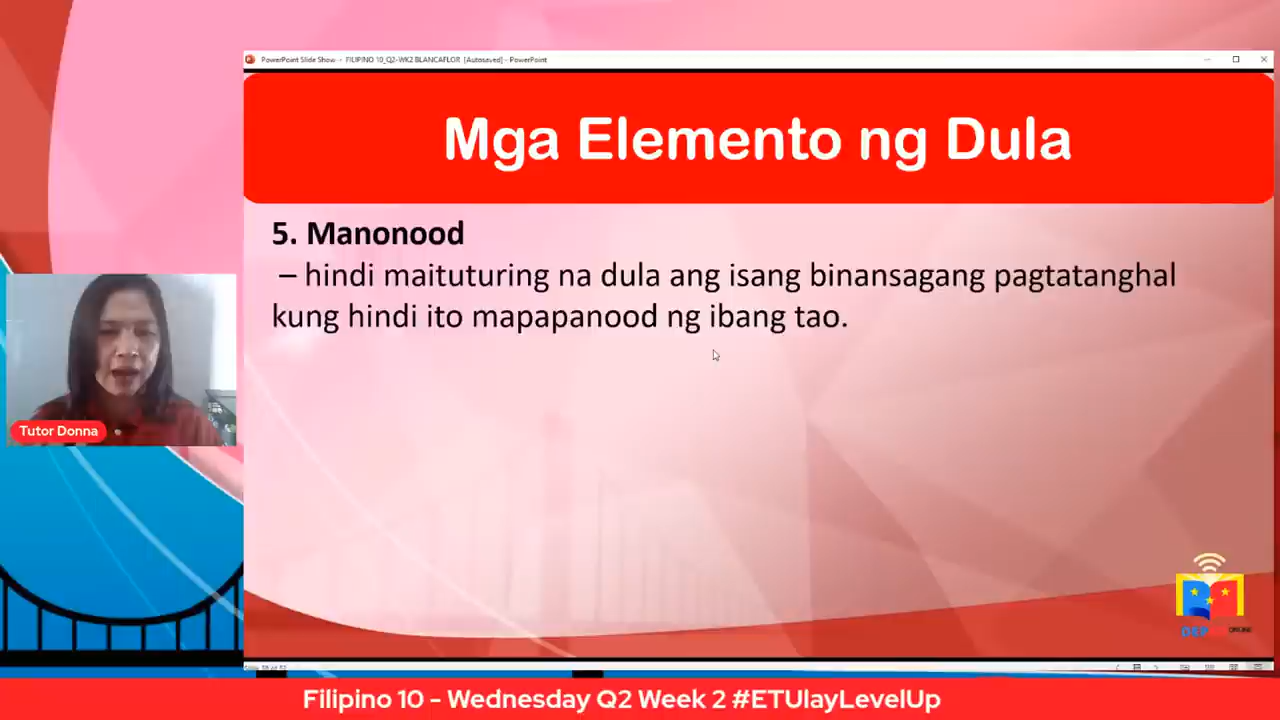 PowerPoint Slide Show - FILIPINO 10_Q2-WK2 BLANCAFLOR [Autosaved] - PowerPoint
Mga Elemento ng Dula
5. Manonood
– hindi maituturing na dula ang isang binansagang pagtatanghal
kung hindi ito mapapanood ng ibang tao.
Tutor Donna
Filipino 10 - Wednesday Q2 Week 2 #ETUlayLevelUp